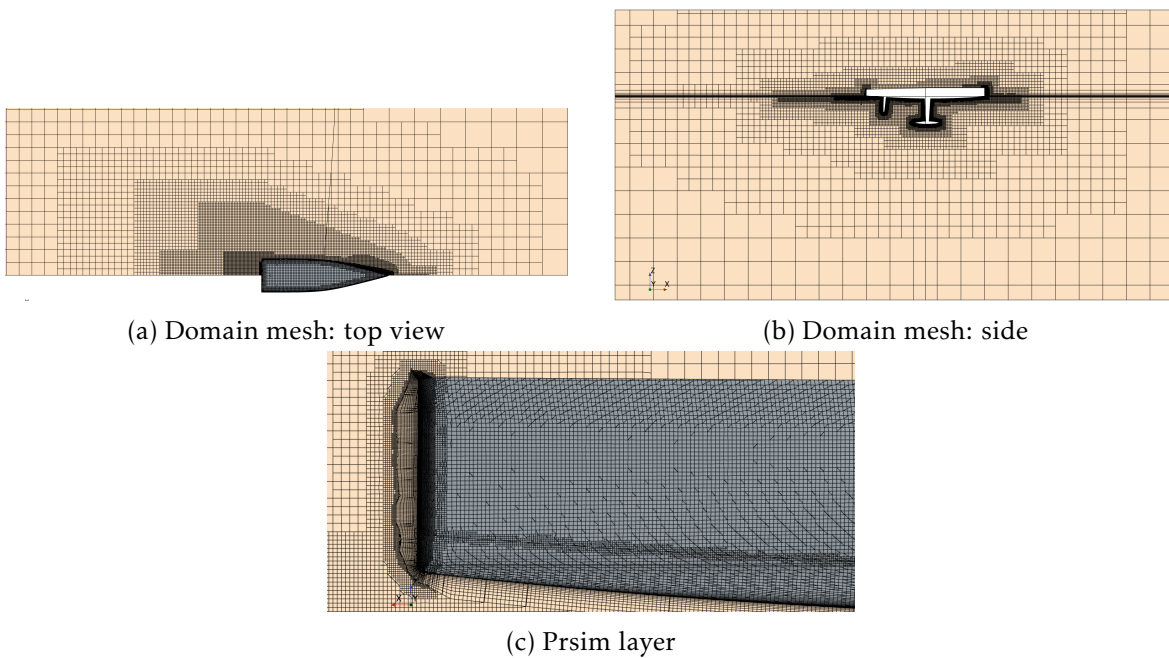 (a) Domain mesh: top view
Z
Y X
(b) Domain mesh: side
X Y
(c) Prsim layer